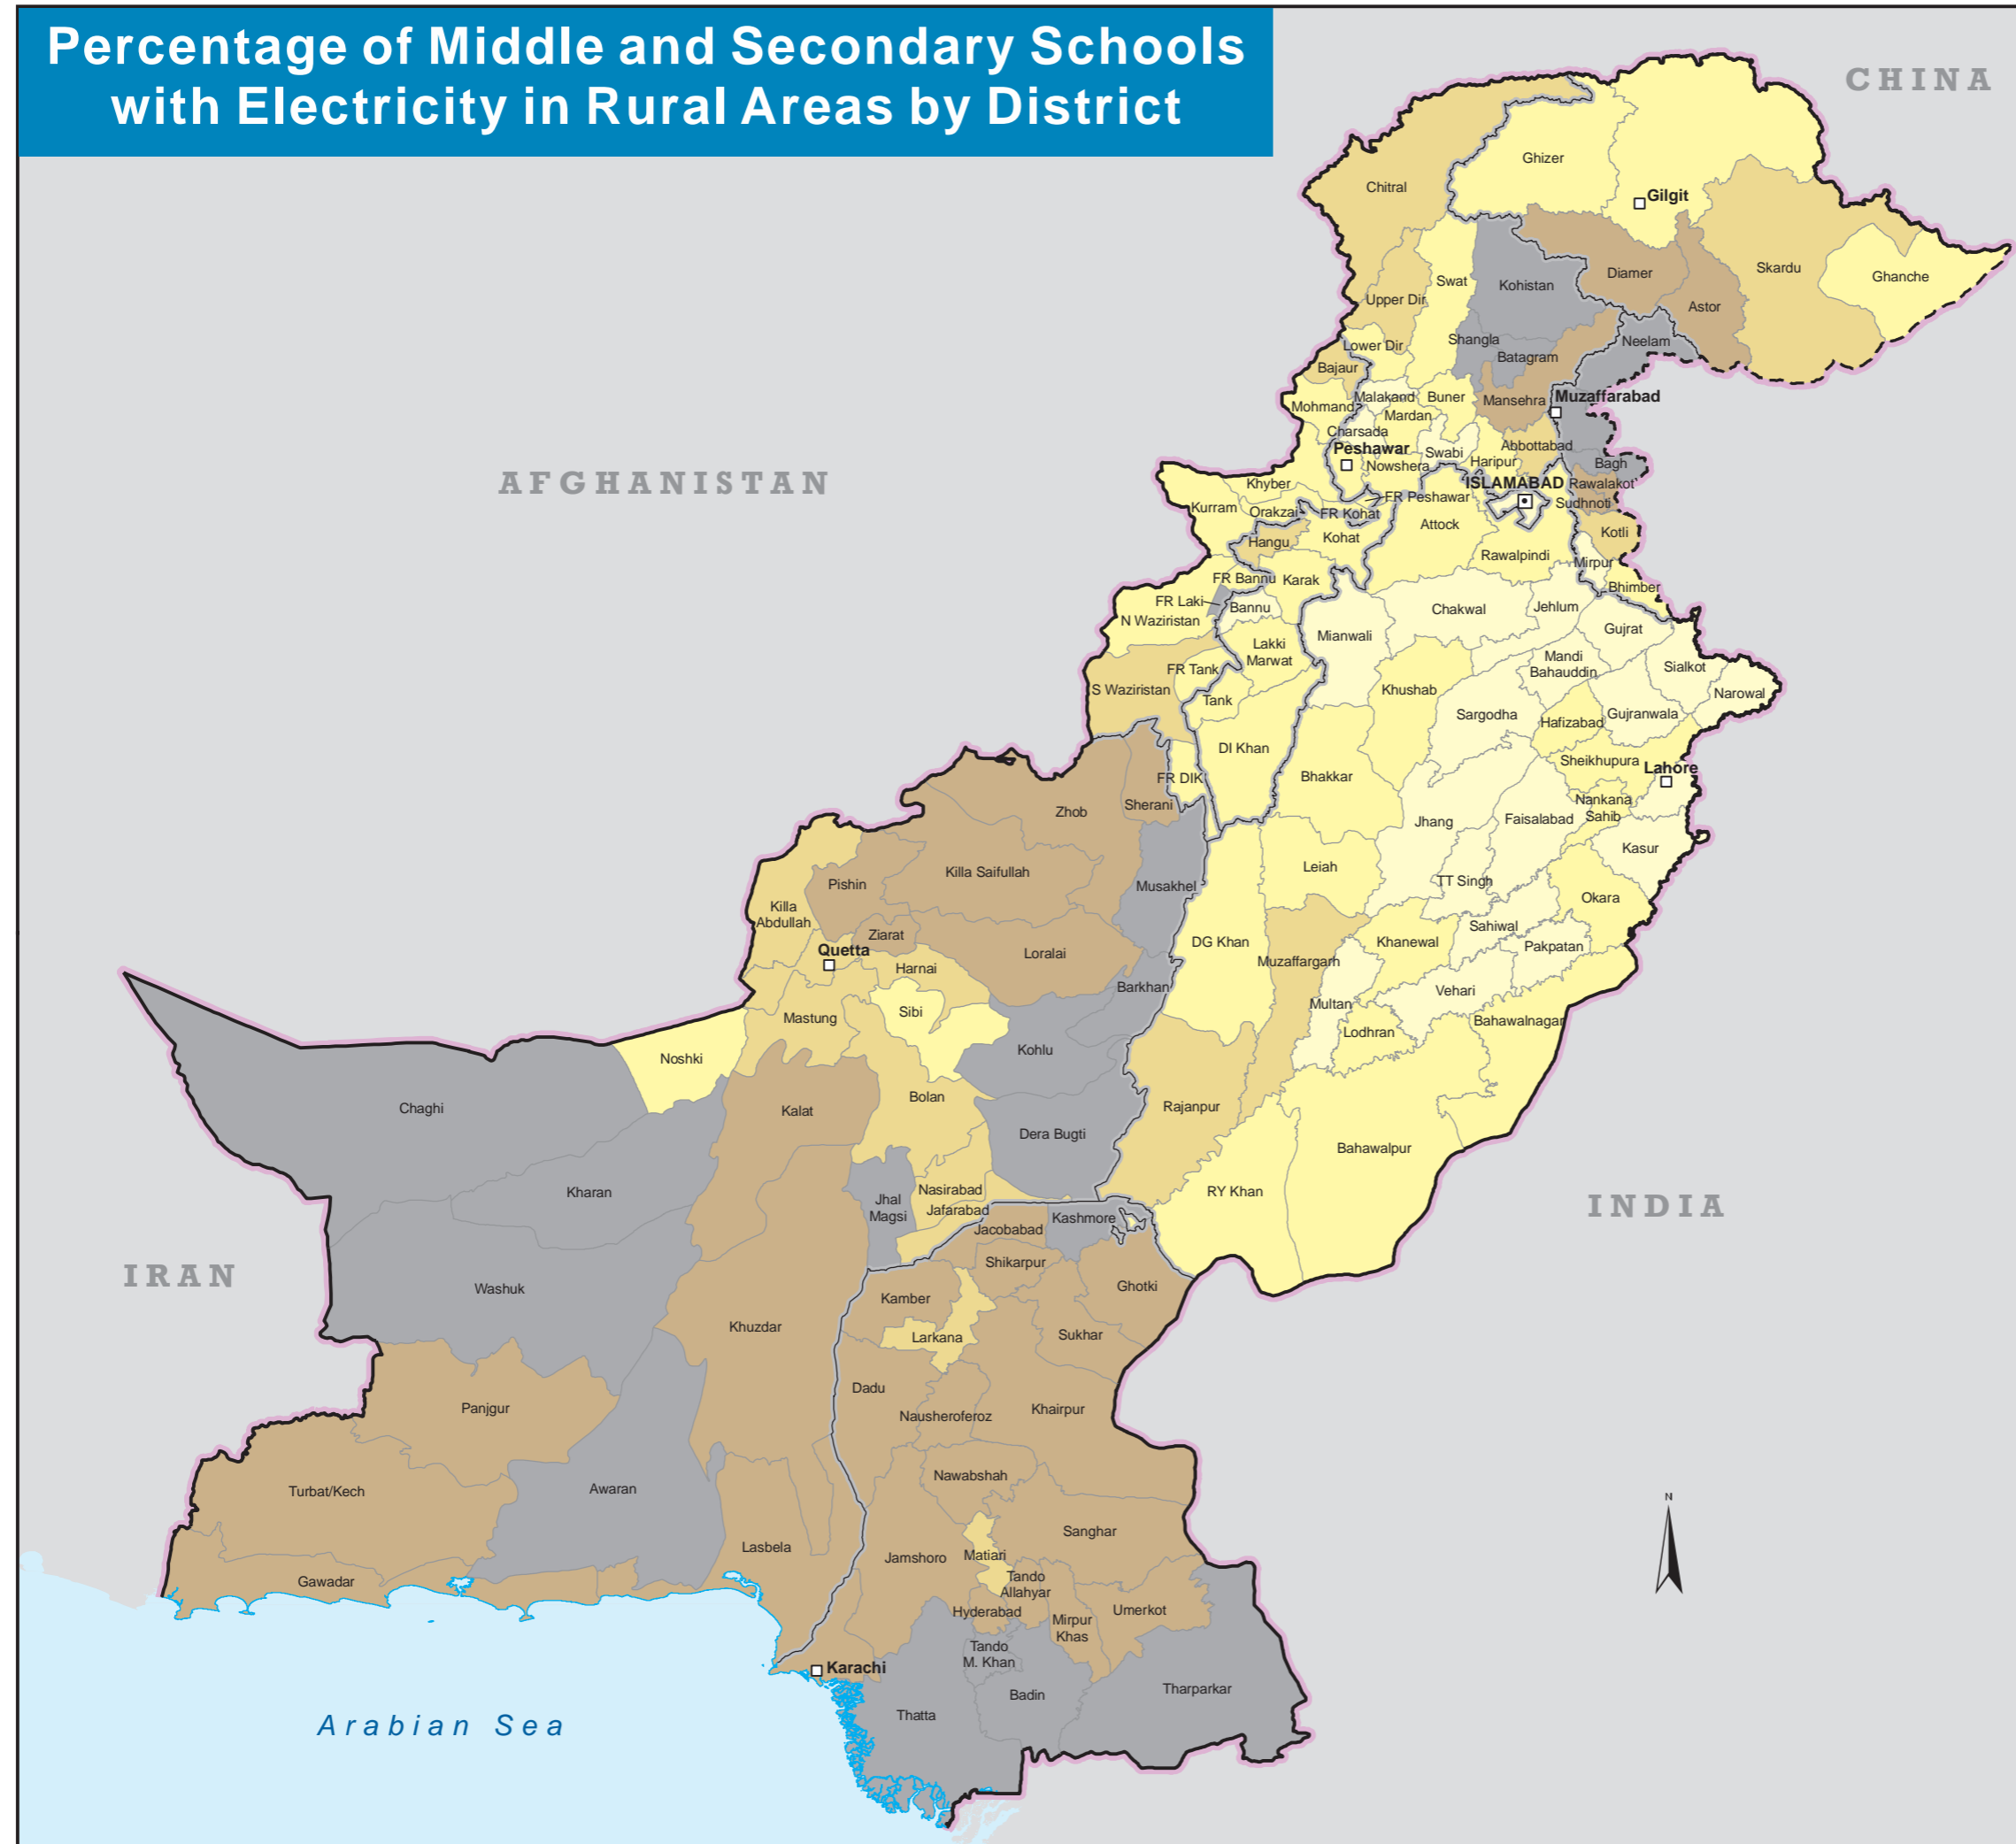 Percentage of Middle and Secondary Schools
with Electricity in Rural Areas by District
CHINA
Ghizer
Chitral
Gilgit
Skardu
Ghanche
Diamer
Swat
Kohistan
Upper Dir
Astor
Shangla
Neelam
Lower Dir
Batagram
Bajaur
Muzaffarabad
Malakand
Buner
Mansehra
Mohmand
Mardan
Charsada
Abbottabad
Peshawar
Swabi
Haripur
Bagh
Nowshera
AFGHANISTAN
ISLAMABAD
Rawalakot
Khyber
FR Peshawar
Sudhnoti
Kurram
Orakzai
FR Kohat
Attock
Kotli
Hangu
Kohat
Rawalpindi
Mirpur
FR Bannu
Karak
Bhimber
FR Laki
Bannu
Chakwal
Jehlum
N Waziristan
Mianwali
Gujrat
Lakki
Marwat
Mandi
Bahauddin
Sialkot
FR Tank
S Waziristan
Khushab
Narowal
Tank
Sargodha
Hafizabad
Gujranwala
DI Khan
Sheikhupura
Lahore
FR DIK
Bhakkar
Zhob
Sherani
Nankana
Sahib
Jhang
Faisalabad
Kasur
Leiah
Killa Saifullah
TT Singh
Pishin
Musakhel
Okara
Killa
Abdullah
Ziarat
Sahiwal
DG Khan
Khanewal
Pakpatan
Quetta
Loralai
Muzaffargarh
Harnai
Barkhan
Vehari
Multan
Sibi
Mastung
Bahawalnagar
Lodhran
Kohlu
Noshki
Bolan
Rajanpur
Chaghi
Kalat
Dera Bugti
Bahawalpur
Kharan
Nasirabad
RY Khan
Jhal
Magsi
Jafarabad
Kashmore
INDIA
Jacobabad
Shikarpur
IRAN
Ghotki
Washuk
Kamber
Khuzdar
Larkana
Sukhar
Dadu
Panjgur
Nausheroferoz
Khairpur
Nawabshah
Turbat/Kech
Awaran
N
Sanghar
Lasbela
Jamshoro
Matiari
Gawadar
Tando
Allahyar
Hyderabad
Umerkot
Mirpur
Khas
Tando
M. Khan
Karachi
Tharparkar
Badin
Thatta
Arabian Sea